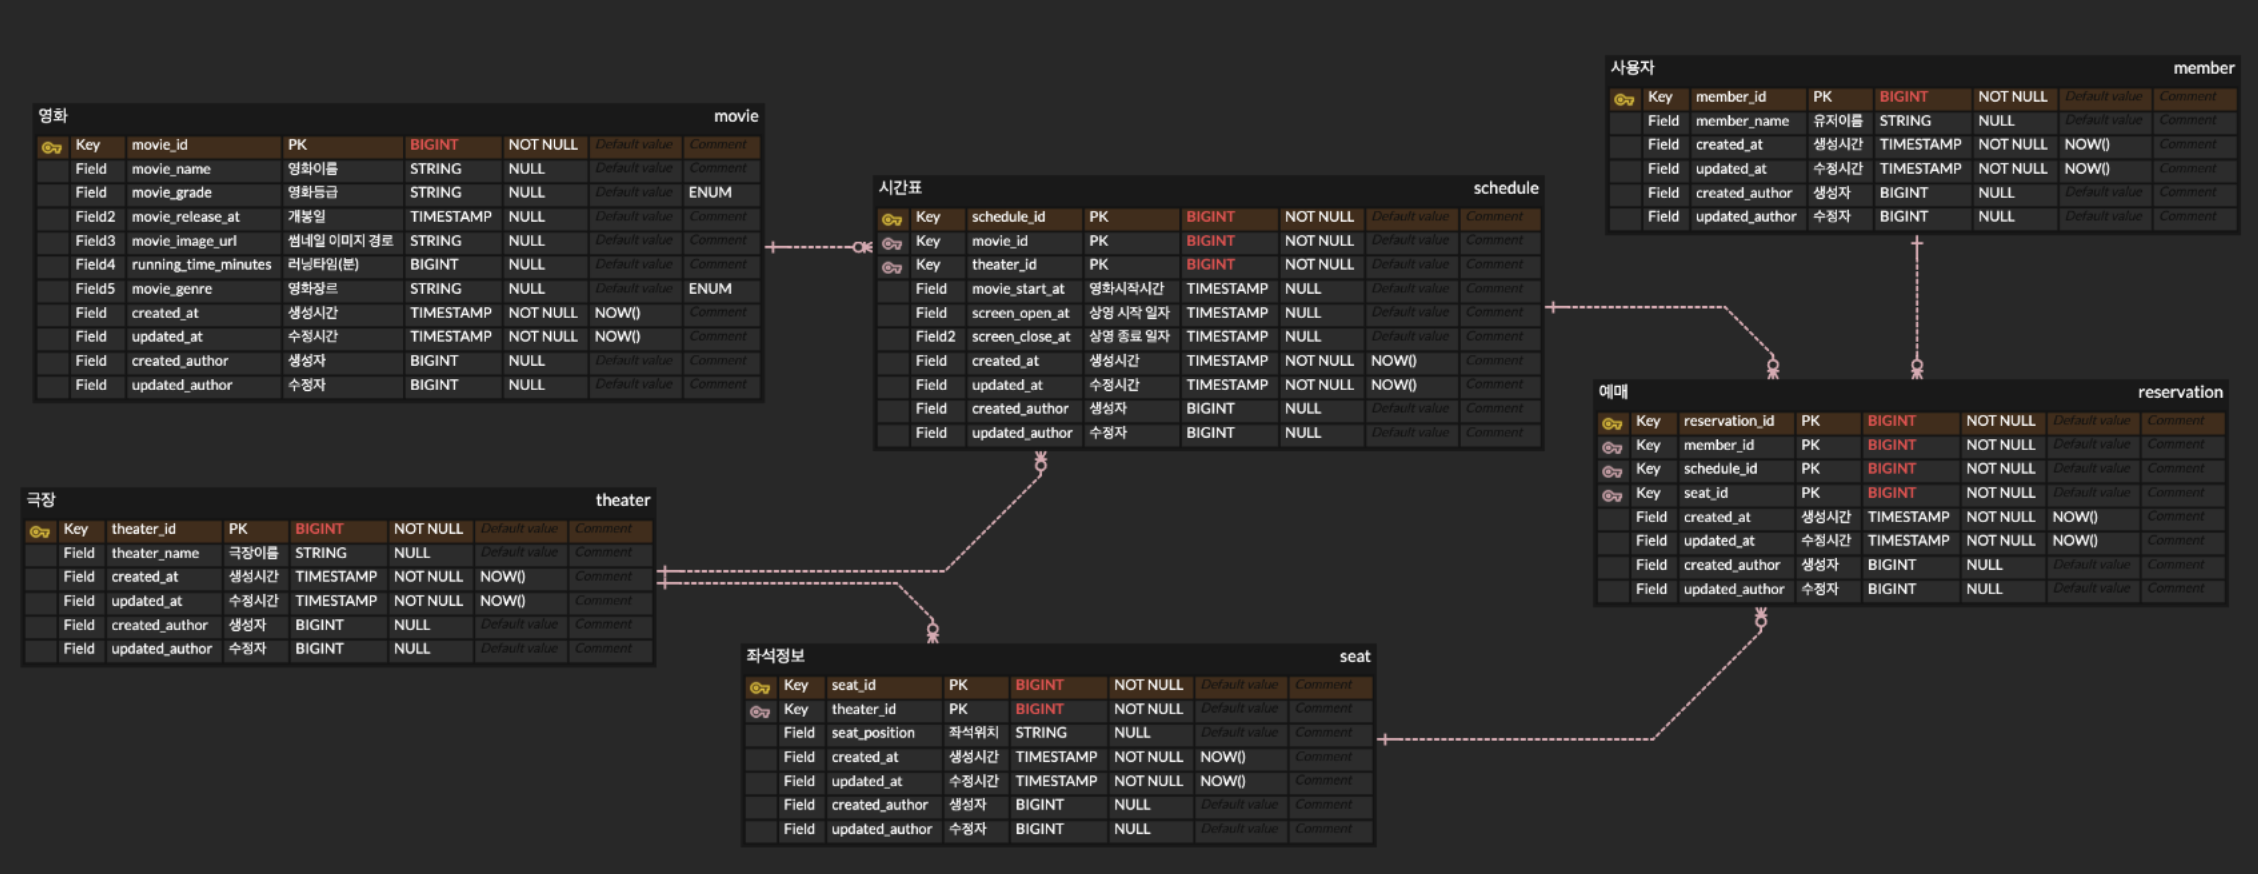 영화 movie
Key movie_id PK BIGINT NOT NULL Default value Comment
Field movie_name 영화이름 STRING NULL Default value Comment
Field movie_grade 영화등급 STRING NULL Default value ENUM
Field2 movie_release_at 개봉일 TIMESTAMP NULL Default value Comment
Field3 movie_image_url 썸네일 이미지 경로 STRING NULL Default value Comment
Field4 running_time_minutes 러닝타임(분) BIGINT NULL Default value Comment
Field5 movie_genre 영화장르 STRING NULL Default value ENUM
Field created_at 생성시간 TIMESTAMP NOT NULL NOW() Comment
Field updated_at 수정시간 TIMESTAMP NOT NULL NOW() Comment
Field created_author 생성자 BIGINT NULL Default value Comment
Field updated_author 수정자 BIGINT NULL Default value Comment
시간표 schedule
Key schedule_id PK BIGINT NOT NULL Default value Comment
Key movie_id PK BIGINT NOT NULL Default value Comment
Key theater_id PK BIGINT NOT NULL Default value Comment
Field movie_start_at 영화시작시간 TIMESTAMP NULL Default value Comment
Field screen_open_at 상영 시작 일자 TIMESTAMP NULL Default value Comment
Field2 screen_close_at 상영 종료 일자 TIMESTAMP NULL Default value Comment
Field created_at 생성시간 TIMESTAMP NOT NULL NOW() Comment
Field updated_at 수정시간 TIMESTAMP NOT NULL NOW() Comment
Field created_author 생성자 BIGINT NULL Default value Comment
Field updated_author 수정자 BIGINT NULL Default value Comment
사용자 member
Key member_id PK BIGINT NOT NULL Default value Comment
Field member_name 유저이름 STRING NULL Default value Comment
Field created_at 생성시간 TIMESTAMP NOT NULL NOW() Comment
Field updated_at 수정시간 TIMESTAMP NOT NULL NOW() Comment
Field created_author 생성자 BIGINT NULL Default value Comment
Field updated_author 수정자 BIGINT NULL Default value Comment
예매 reservation
Key reservation_id PK BIGINT NOT NULL Default value Comment
Key member_id PK BIGINT NOT NULL Default value Comment
Key schedule_id PK BIGINT NOT NULL Default value Comment
Key seat_id PK BIGINT NOT NULL Default value Comment
Field created_at 생성시간 TIMESTAMP NOT NULL NOW() Comment
Field updated_at 수정시간 TIMESTAMP NOT NULL NOW() Comment
Field created_author 생성자 BIGINT NULL Default value Comment
Field updated_author 수정자 BIGINT NULL Default value Comment
극장 theater
Key theater_id PK BIGINT NOT NULL Default value Comment
Field theater_name 극장이름 STRING NULL Default value Comment
Field created_at 생성시간 TIMESTAMP NOT NULL NOW() Comment
Field updated_at 수정시간 TIMESTAMP NOT NULL NOW() Comment
Field created_author 생성자 BIGINT NULL Default value Comment
Field updated_author 수정자 BIGINT NULL Default value Comment
좌석정보 seat
Key seat_id PK BIGINT NOT NULL Default value Comment
Key theater_id PK BIGINT NOT NULL Default value Comment
Field seat_position 좌석위치 STRING NULL Default value Comment
Field created_at 생성시간 TIMESTAMP NOT NULL NOW() Comment
Field updated_at 수정시간 TIMESTAMP NOT NULL NOW() Comment
Field created_author 생성자 BIGINT NULL Default value Comment
Field updated_author 수정자 BIGINT NULL Default value Comment